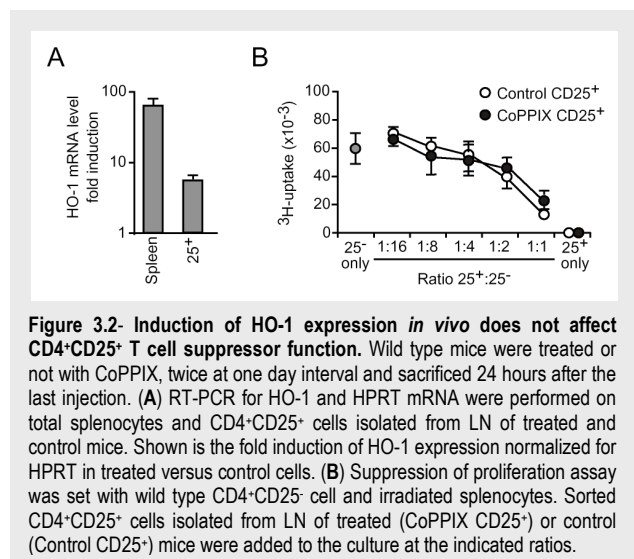 A
B
HO-1 mRNA level
fold induction
100
10
1
Spleen
25⁺
³H-uptake (x10⁻³)
100
80
60
40
20
0
Control CD25⁺
CoPPIX CD25⁺
25⁻
only
1:16
1:8
1:4
1:2
1:1
25⁺
only
Ratio 25⁺:25⁻
Figure 3.2- Induction of HO-1 expression in vivo does not affect
CD4⁺CD25⁺ T cell suppressor function. Wild type mice were treated or
not with CoPPIX, twice at one day interval and sacrificed 24 hours after the
last injection. (A) RT-PCR for HO-1 and HPRT mRNA were performed on
total splenocytes and CD4⁺CD25⁺ cells isolated from LN of treated and
control mice. Shown is the fold induction of HO-1 expression normalized for
HPRT in treated versus control cells. (B) Suppression of proliferation assay
was set with wild type CD4⁺CD25⁻ cell and irradiated splenocytes. Sorted
CD4⁺CD25⁺ cells isolated from LN of treated (CoPPIX CD25⁺) or control
(Control CD25⁺) mice were added to the culture at the indicated ratios.